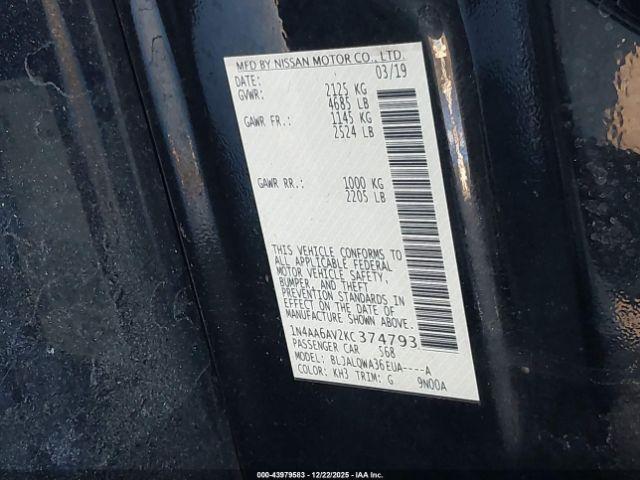 MFD BY NISSAN MOTOR CO., LTD.
DATE: 03/19
GVWR: 2125 KG
4685 LB
GAWR FR.: 1145 KG
2524 LB
GAWR RR.: 1000 KG
2205 LB
THIS VEHICLE CONFORMS TO
ALL APPLICABLE FEDERAL
MOTOR VEHICLE SAFETY,
BUMPER, AND THEFT
PREVENTION STANDARDS IN
EFFECT ON THE DATE OF
MANUFACTURE SHOWN ABOVE.
1N4AA6AV2KC374793
PASSENGER CAR S68
MODEL: BLJALQWA36EUA----A
COLOR: KH3 TRIM: G 9N00A
000-43979583 - 12/22/2025 - IAA Inc.